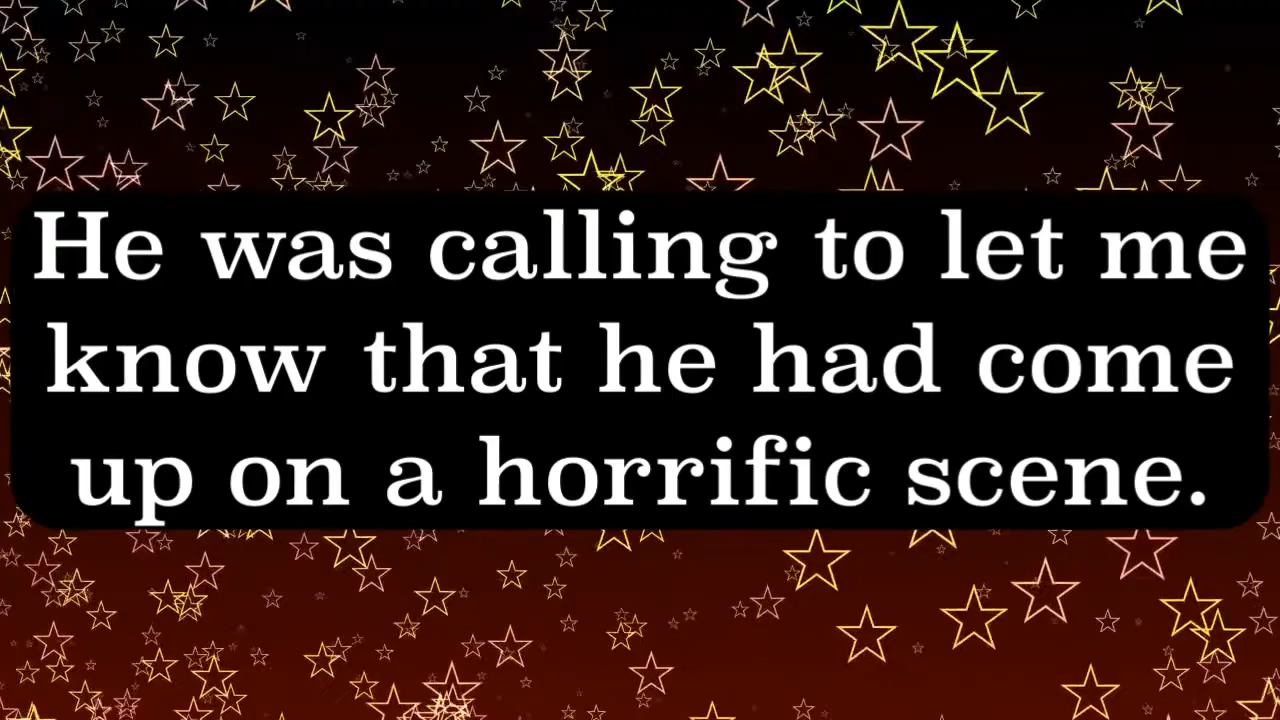 He was calling to let me
know that he had come
up on a horrific scene.